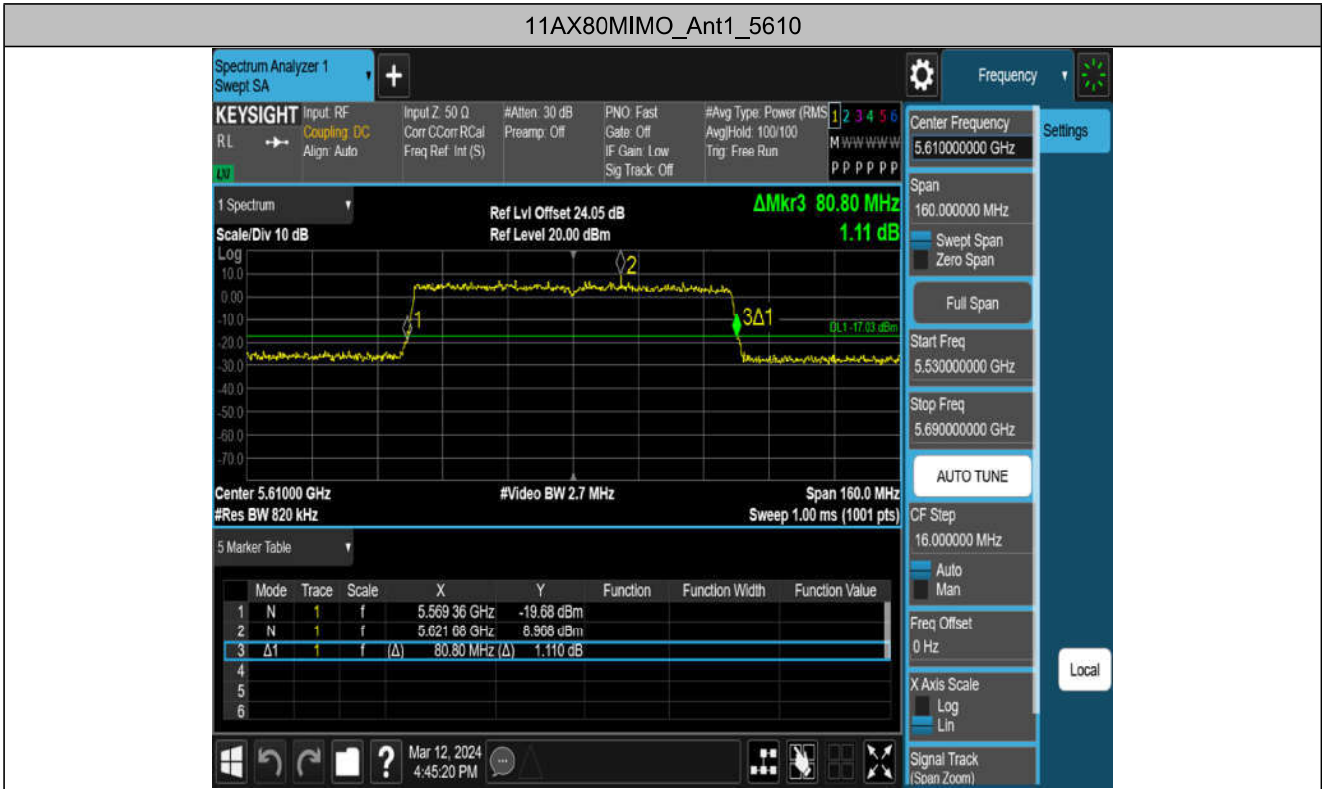 11AX80MIMO_Ant1_5610
Spectrum Analyzer 1
Swept SA
+
Frequency
KEYSIGHT
RL
LXI
Input: RF
Coupling: DC
Align: Auto
Input Z: 50 Ω
Corr CCorr RCal
Freq Ref: Int (S)
#Atten: 30 dB
Preamp: Off
PNO: Fast
Gate: Off
IF Gain: Low
Sig Track: Off
#Avg Type: Power (RMS
Avg|Hold: 100/100
Trig: Free Run
1 2 3 4 5 6
M W W W W W
P P P P P P
1 Spectrum
Scale/Div 10 dB
Ref Lvl Offset 24.05 dB
Ref Level 20.00 dBm
ΔMkr3 80.80 MHz
1.11 dB
Log
10.0
0.00
-10.0
-20.0
-30.0
-40.0
-50.0
-60.0
-70.0
1
2
3Δ1
DL1 -17.03 dBm
Center 5.61000 GHz
#Video BW 2.7 MHz
Span 160.0 MHz
#Res BW 820 kHz
Sweep 1.00 ms (1001 pts)
5 Marker Table
Mode Trace Scale X Y Function Function Width Function Value
1 N 1 f 5.569 36 GHz -19.68 dBm
2 N 1 f 5.621 68 GHz 8.968 dBm
3 Δ1 1 f (Δ) 80.80 MHz (Δ) 1.110 dB
4
5
6
Center Frequency
5.610000000 GHz
Settings
Span
160.000000 MHz
Swept Span
Zero Span
Full Span
Start Freq
5.530000000 GHz
Stop Freq
5.690000000 GHz
AUTO TUNE
CF Step
16.000000 MHz
Auto
Man
Freq Offset
0 Hz
Local
X Axis Scale
Log
Lin
Signal Track
(Span Zoom)
?
Mar 12, 2024
4:45:20 PM